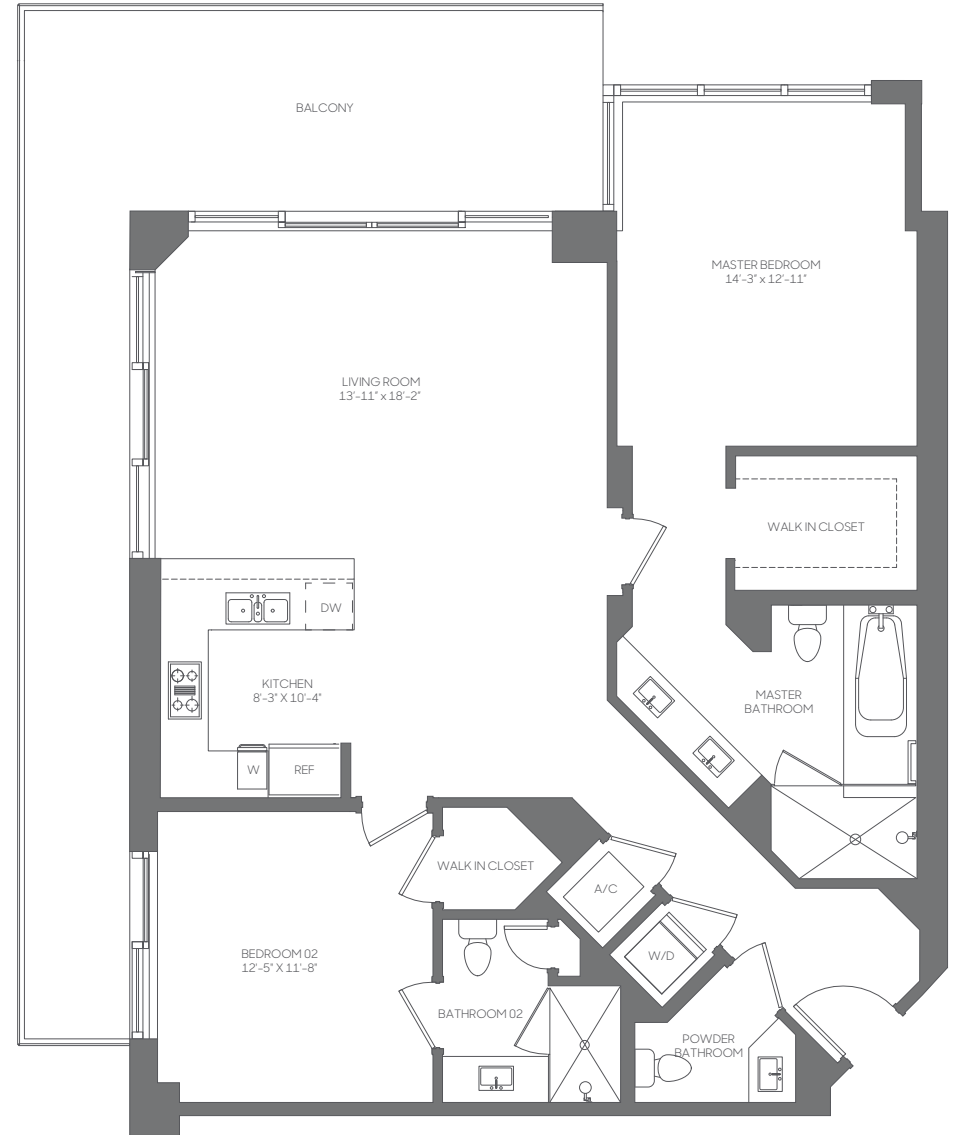 BALCONY
MASTER BEDROOM
14'-3" x 12'-11"
LIVING ROOM
13'-11" x 18'-2"
WALK IN CLOSET
DW
KITCHEN
8'-3" X 10'-4"
MASTER
BATHROOM
W
REF
WALK IN CLOSET
A/C
BEDROOM 02
12'-5" X 11'-8"
W/D
BATHROOM 02
POWDER
BATHROOM